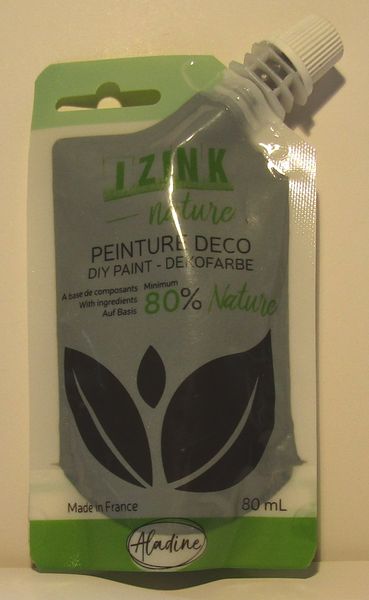 IZINK
nature
PEINTURE DECO
DIY PAINT - DEKOFARBE
A base de composants
With ingredients
Auf Basis
Minimum
80% Nature
Made in France
80 mL
Aladine